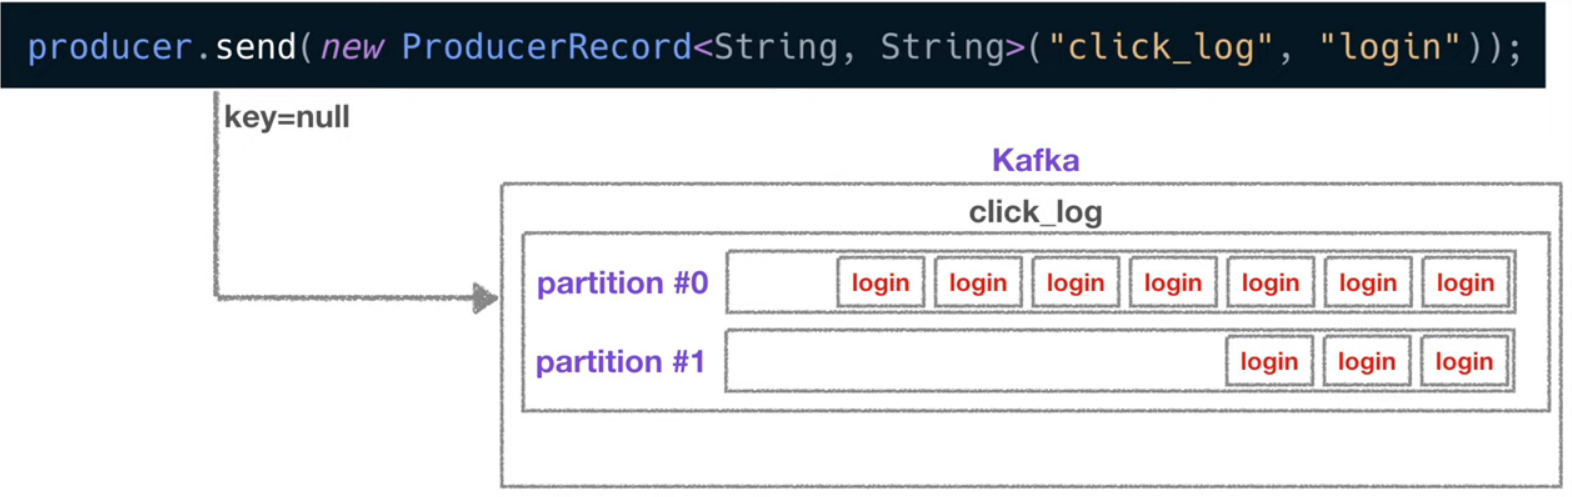 producer.send(new ProducerRecord<String, String>("click_log", "login"));
key=null
Kafka
click_log
partition #0 login login login login login login login
partition #1 login login login